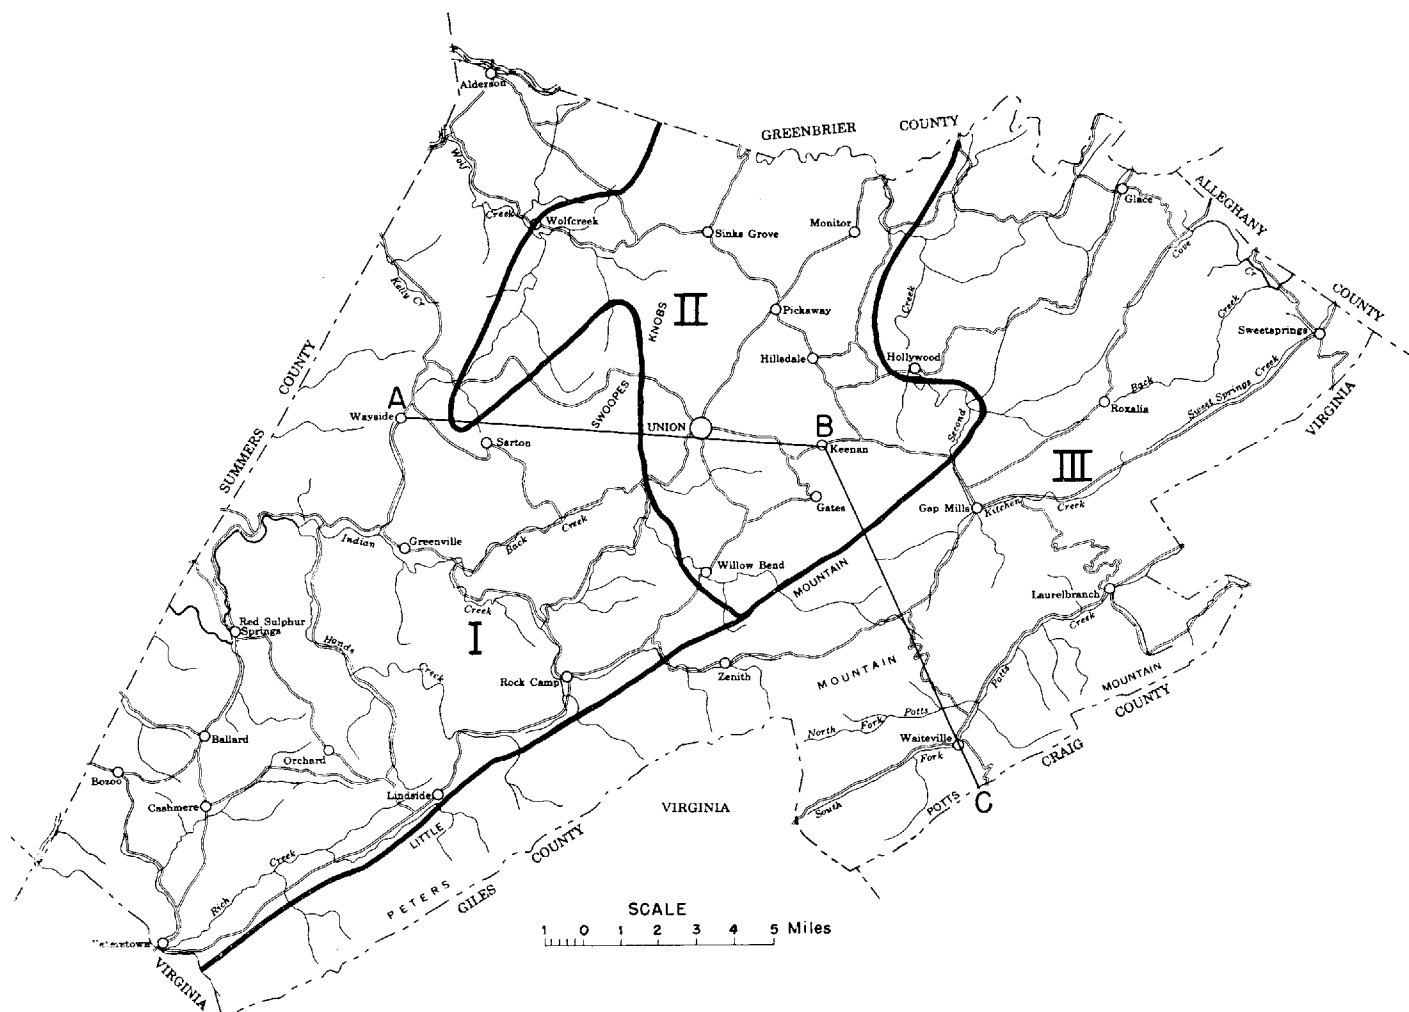 Alderson
GREENBRIER COUNTY
Wolf
Creek
Wolfcreek
Sinks Grove
Monitor
Glace
ALLEGHANY
COUNTY
Cove
Cr
Kelly Cr
II
KNOBS
Pickaway
Creek
Creek
Sweetsprings
Hillsdale
Hollywood
VIRGINIA
SUMMERS
COUNTY
A
Wayside
SWOOPES
UNION
B
Keenan
Second
Back
Roxalia
Sweet Springs Creek
Sarton
III
Gates
Gap Mills
Kitchen
Creek
Indian
Greenville
Back
Creek
Willow Bend
MOUNTAIN
Laurelbranch
Creek
Creek
Red Sulphur
Springs
I
Hands
Creek
Rock Camp
Zenith
MOUNTAIN
Potts
MOUNTAIN
COUNTY
Ballard
Orchard
North Fork Potts
Waiteville
Fork
CRAIG
Bozoo
Cashmere
Lindside
VIRGINIA
South
POTTS
C
LITTLE
COUNTY
Rich
Creek
PETERS
GILES
VIRGINIA
SCALE
1 0 1 2 3 4 5 Miles